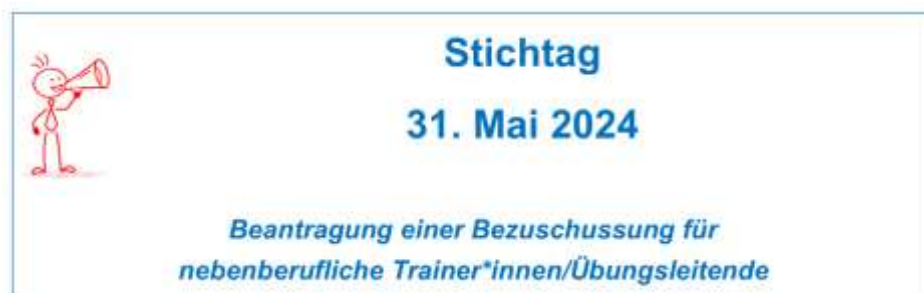 Stichtag
31. Mai 2024
Beantragung einer Bezuschussung für
nebenberufliche Trainer*innen/Übungsleitende